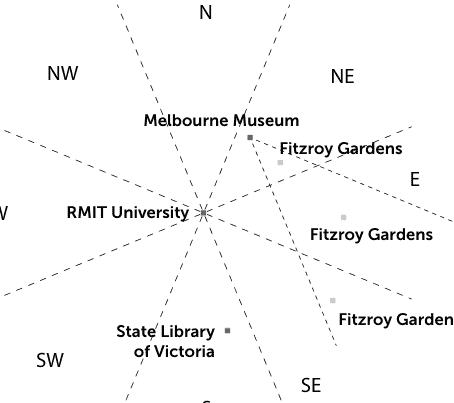 N
NW
NE
Melbourne Museum
Fitzroy Gardens
E
RMIT University
Fitzroy Gardens
Fitzroy Garden
State Library
of Victoria
SW
SE